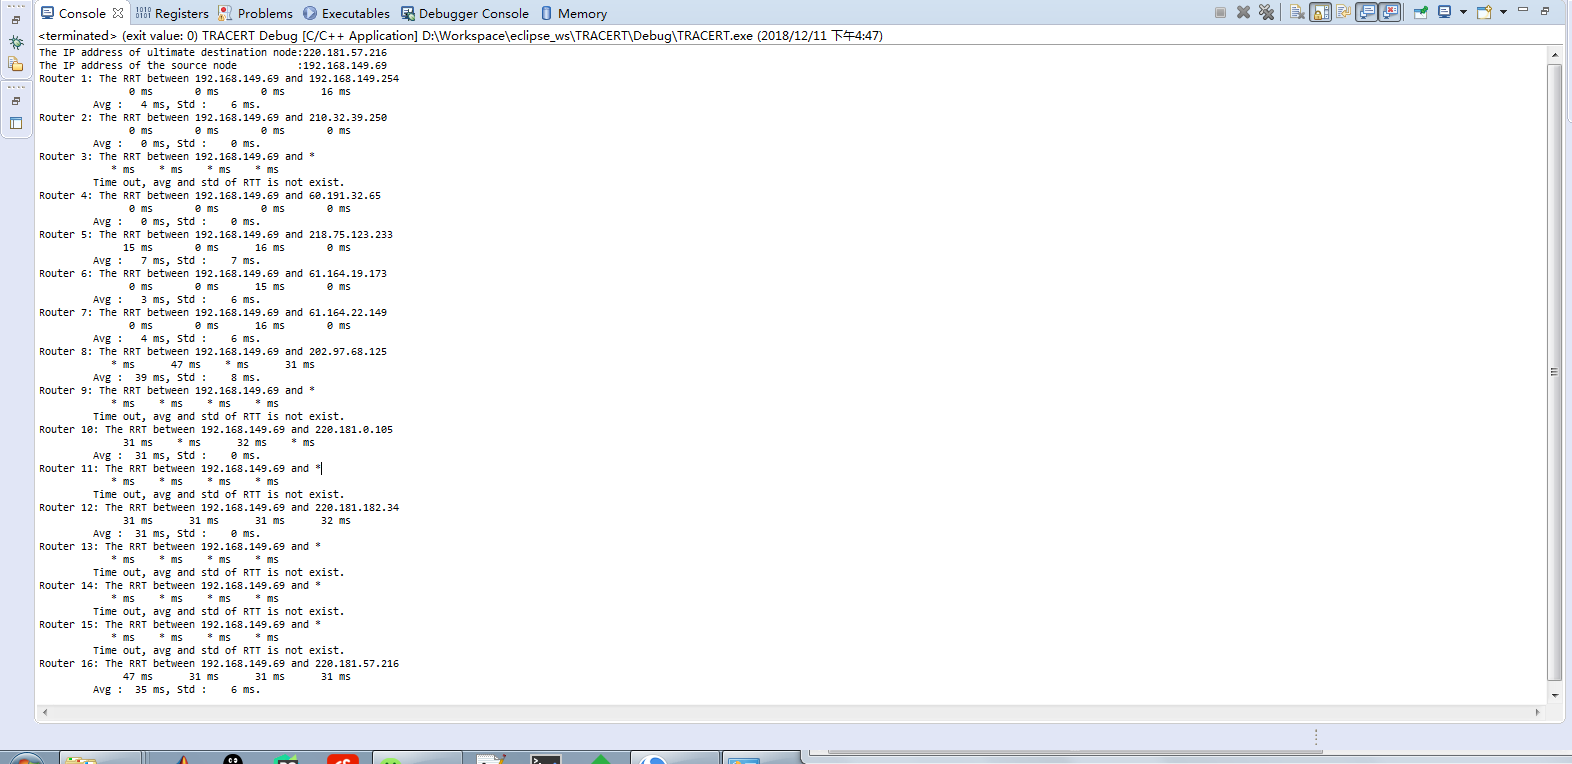 Console Registers Problems Executables Debugger Console Memory
<terminated> (exit value: 0) TRACERT Debug [C/C++ Application] D:\Workspace\eclipse_ws\TRACERT\Debug\TRACERT.exe (2018/12/11 下午4:47)
The IP address of ultimate destination node:220.181.57.216
The IP address of the source node          :192.168.149.69
Router 1: The RRT between 192.168.149.69 and 192.168.149.254
0 ms 0 ms 0 ms 16 ms
Avg : 4 ms, Std : 6 ms.
Router 2: The RRT between 192.168.149.69 and 210.32.39.250
0 ms 0 ms 0 ms 0 ms
Avg : 0 ms, Std : 0 ms.
Router 3: The RRT between 192.168.149.69 and *
* ms * ms * ms * ms
Time out, avg and std of RTT is not exist.
Router 4: The RRT between 192.168.149.69 and 60.191.32.65
0 ms 0 ms 0 ms 0 ms
Avg : 0 ms, Std : 0 ms.
Router 5: The RRT between 192.168.149.69 and 218.75.123.233
15 ms 0 ms 16 ms 0 ms
Avg : 7 ms, Std : 7 ms.
Router 6: The RRT between 192.168.149.69 and 61.164.19.173
0 ms 0 ms 15 ms 0 ms
Avg : 3 ms, Std : 6 ms.
Router 7: The RRT between 192.168.149.69 and 61.164.22.149
0 ms 0 ms 16 ms 0 ms
Avg : 4 ms, Std : 6 ms.
Router 8: The RRT between 192.168.149.69 and 202.97.68.125
* ms 47 ms * ms 31 ms
Avg : 39 ms, Std : 8 ms.
Router 9: The RRT between 192.168.149.69 and *
* ms * ms * ms * ms
Time out, avg and std of RTT is not exist.
Router 10: The RRT between 192.168.149.69 and 220.181.0.105
31 ms * ms 32 ms * ms
Avg : 31 ms, Std : 0 ms.
Router 11: The RRT between 192.168.149.69 and *
* ms * ms * ms * ms
Time out, avg and std of RTT is not exist.
Router 12: The RRT between 192.168.149.69 and 220.181.182.34
31 ms 31 ms 31 ms 32 ms
Avg : 31 ms, Std : 0 ms.
Router 13: The RRT between 192.168.149.69 and *
* ms * ms * ms * ms
Time out, avg and std of RTT is not exist.
Router 14: The RRT between 192.168.149.69 and *
* ms * ms * ms * ms
Time out, avg and std of RTT is not exist.
Router 15: The RRT between 192.168.149.69 and *
* ms * ms * ms * ms
Time out, avg and std of RTT is not exist.
Router 16: The RRT between 192.168.149.69 and 220.181.57.216
47 ms 31 ms 31 ms 31 ms
Avg : 35 ms, Std : 6 ms.